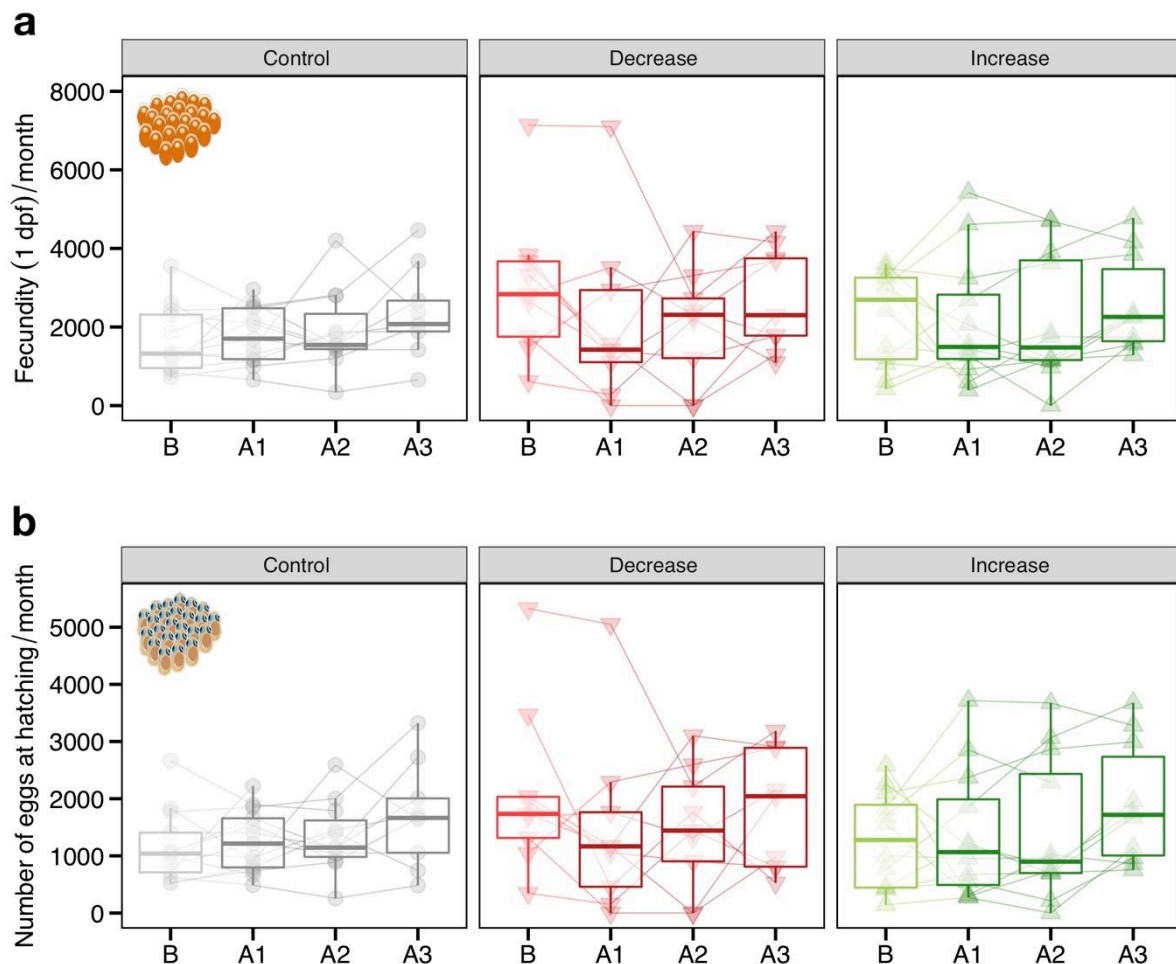 a
Control Decrease Increase
Fecundity (1 dpf)/month
8000
6000
4000
2000
0
B A1 A2 A3 B A1 A2 A3 B A1 A2 A3
b
Control Decrease Increase
Number of eggs at hatching/month
5000
4000
3000
2000
1000
0
B A1 A2 A3 B A1 A2 A3 B A1 A2 A3